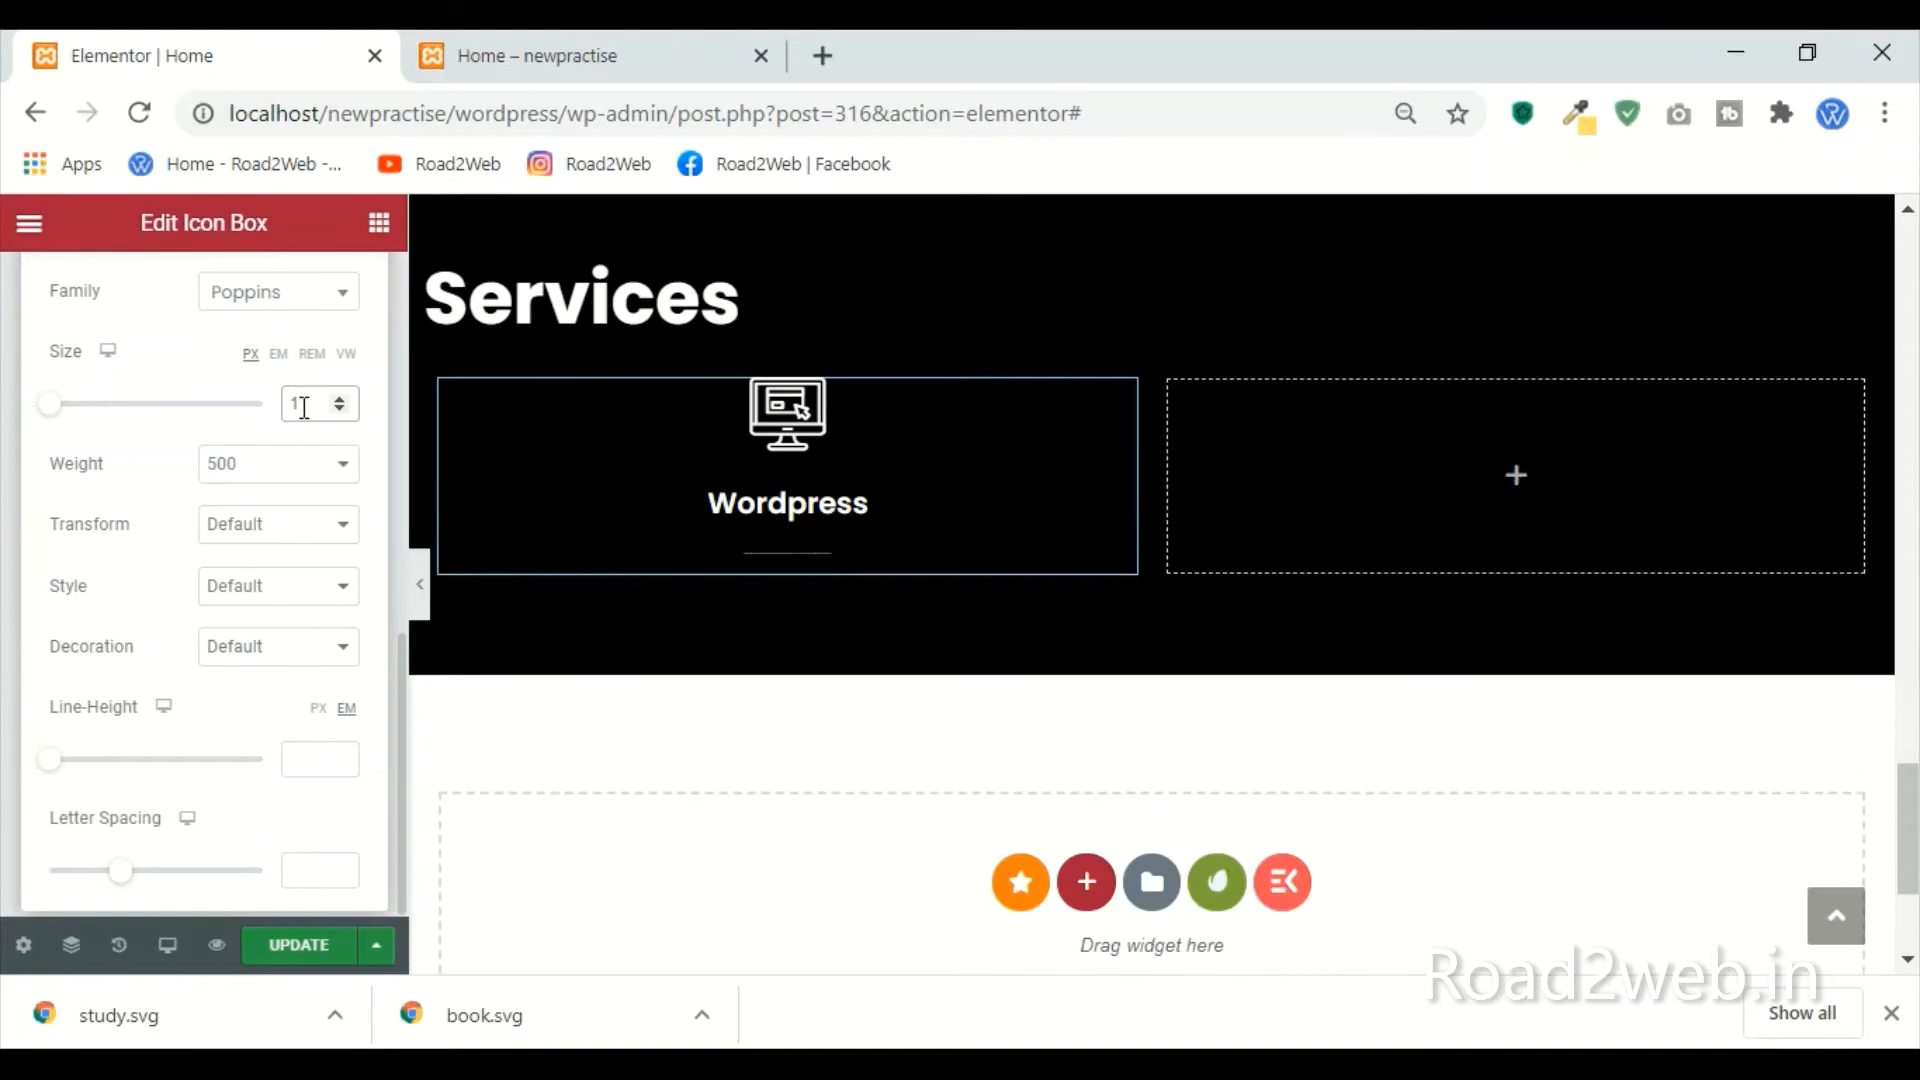 Elementor | Home
Home – newpractise
localhost/newpractise/wordpress/wp-admin/post.php?post=316&action=elementor#
Apps
Home - Road2Web -...
Road2Web
Road2Web
Road2Web | Facebook
Edit Icon Box
Family
Poppins
Size
PX EM REM VW
1
Weight
500
Transform
Default
Style
Default
Decoration
Default
Line-Height
PX EM
Letter Spacing
UPDATE
Services
Wordpress
Drag widget here
Road2web.in
study.svg
book.svg
Show all